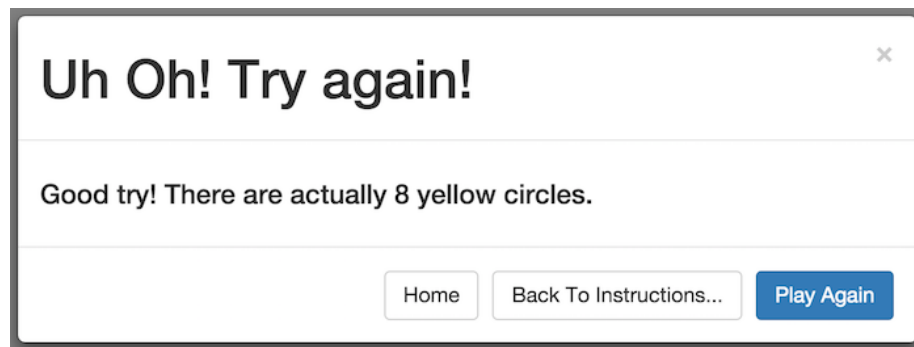 Uh Oh! Try again!
×
Good try! There are actually 8 yellow circles.
Home
Back To Instructions...
Play Again